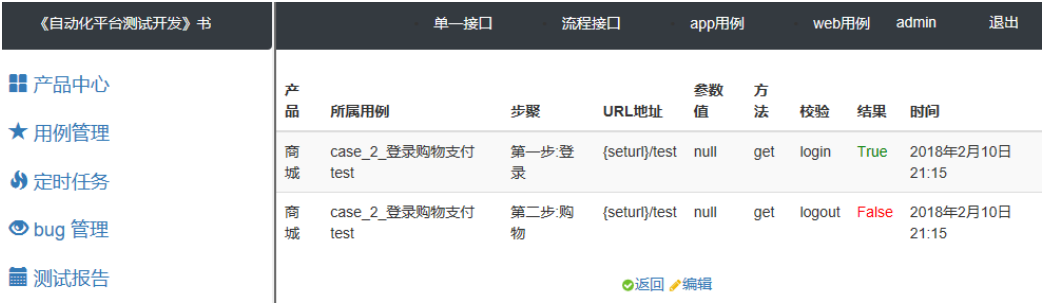 《自动化平台测试开发》书 单一接口 流程接口 app用例 web用例 admin 退出
产品中心
用例管理
定时任务
bug 管理
测试报告
产品 所属用例 步聚 URL地址 参数值 方法 校验 结果 时间
商城 case_2_登录购物支付test 第一步:登录 {seturl}/test null get login True 2018年2月10日 21:15
商城 case_2_登录购物支付test 第二步:购物 {seturl}/test null get logout False 2018年2月10日 21:15
返回 编辑